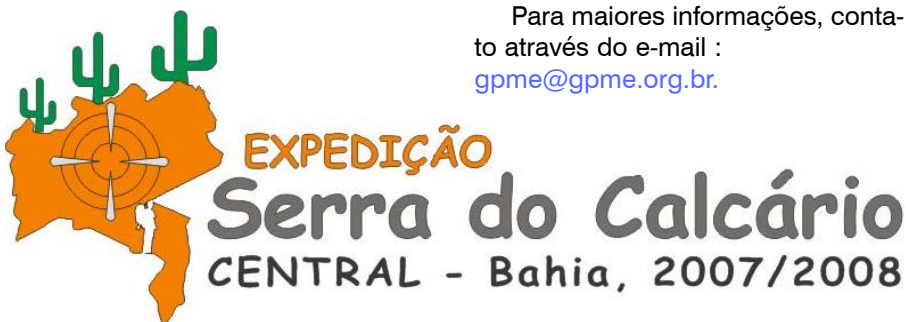 Para maiores informações, conta-
to através do e-mail :
gpme@gpme.org.br.
EXPEDIÇÃO
Serra do Calcário
CENTRAL - Bahia, 2007/2008